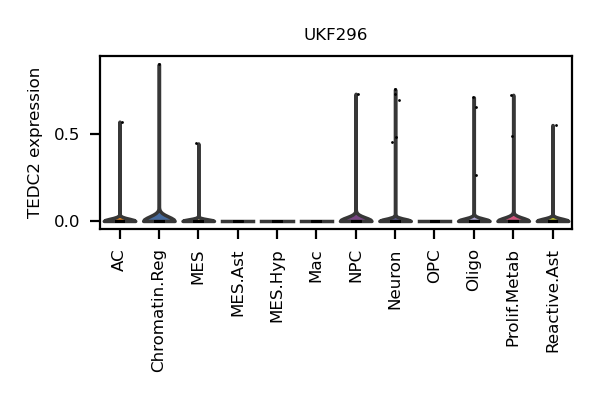 UKF296
TEDC2 expression
0.5
0.0
AC
Chromatin.Reg
MES
MES.Ast
MES.Hyp
Mac
NPC
Neuron
OPC
Oligo
Prolif.Metab
Reactive.Ast